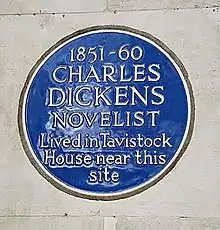 1851-60
CHARLES
DICKENS
NOVELIST
Lived in Tavistock
House near this
site